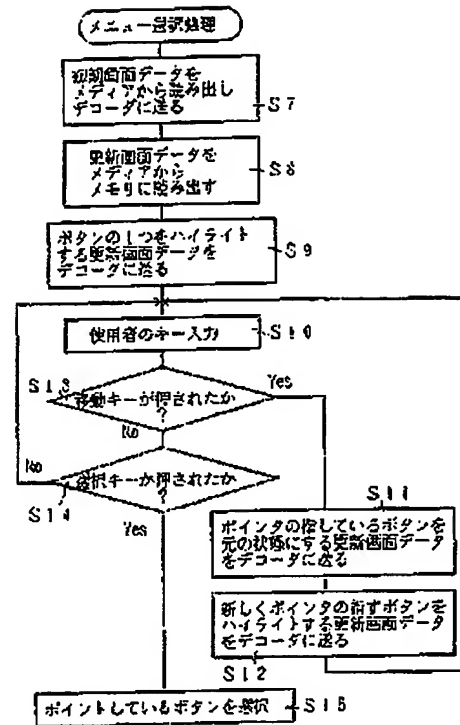 メニュー選択処理
初期画面データを
メディアから読み出し
デコーダに送る
S7
更新画面データを
メディアから
メモリに読み出す
S8
ボタンの1つをハイライト
する更新画面データを
デコーダに送る
S9
使用者のキー入力
S10
S13
移動キーが押されたか
?
Yes
No
選択キーが押されたか
?
No
S14
Yes
S11
ポインタの指しているボタンを
元の状態にする更新画面データ
をデコーダに送る
新しくポインタの指すボタンを
ハイライトする更新画面データ
をデコーダに送る
S12
ポイントしているボタンを選択
S15